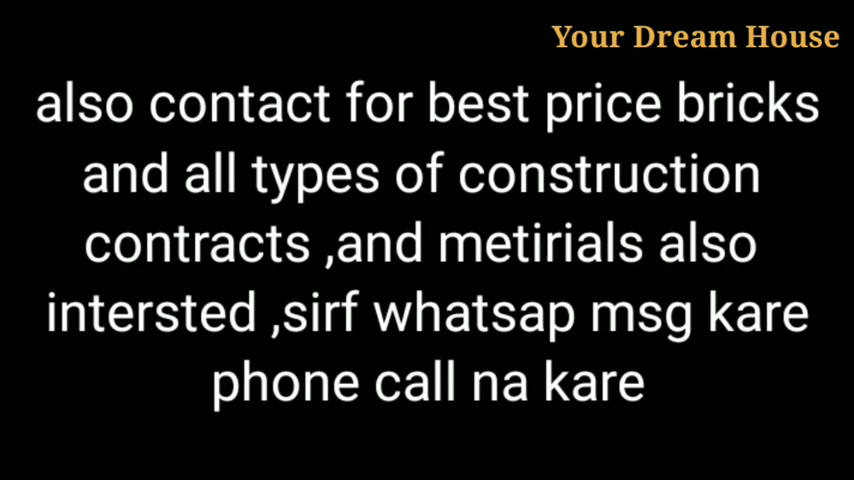 Your Dream House
also contact for best price bricks
and all types of construction
contracts ,and metirials also
intersted ,sirf whatsap msg kare
phone call na kare